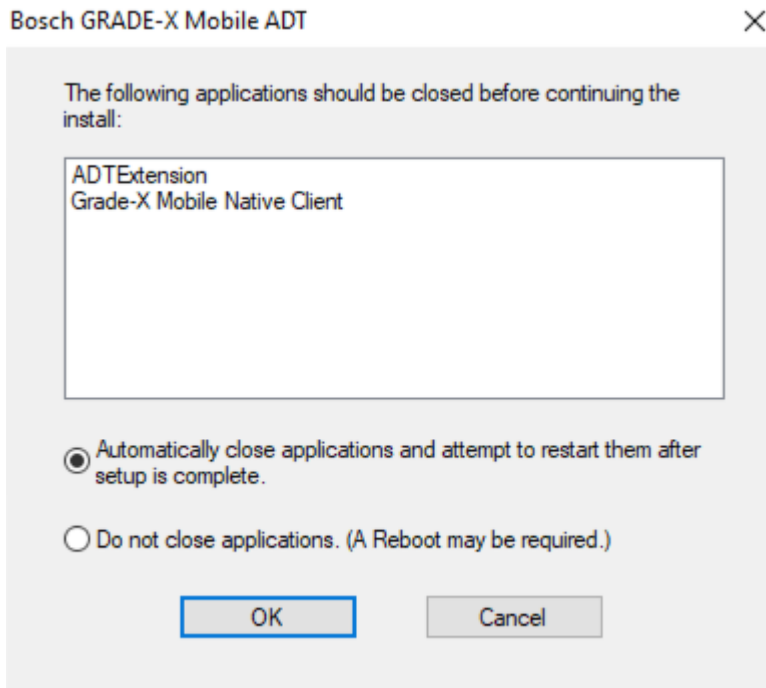 Bosch GRADE-X Mobile ADT
The following applications should be closed before continuing the
install:
ADTExtension
Grade-X Mobile Native Client
Automatically close applications and attempt to restart them after
setup is complete.
Do not close applications. (A Reboot may be required.)
OK
Cancel